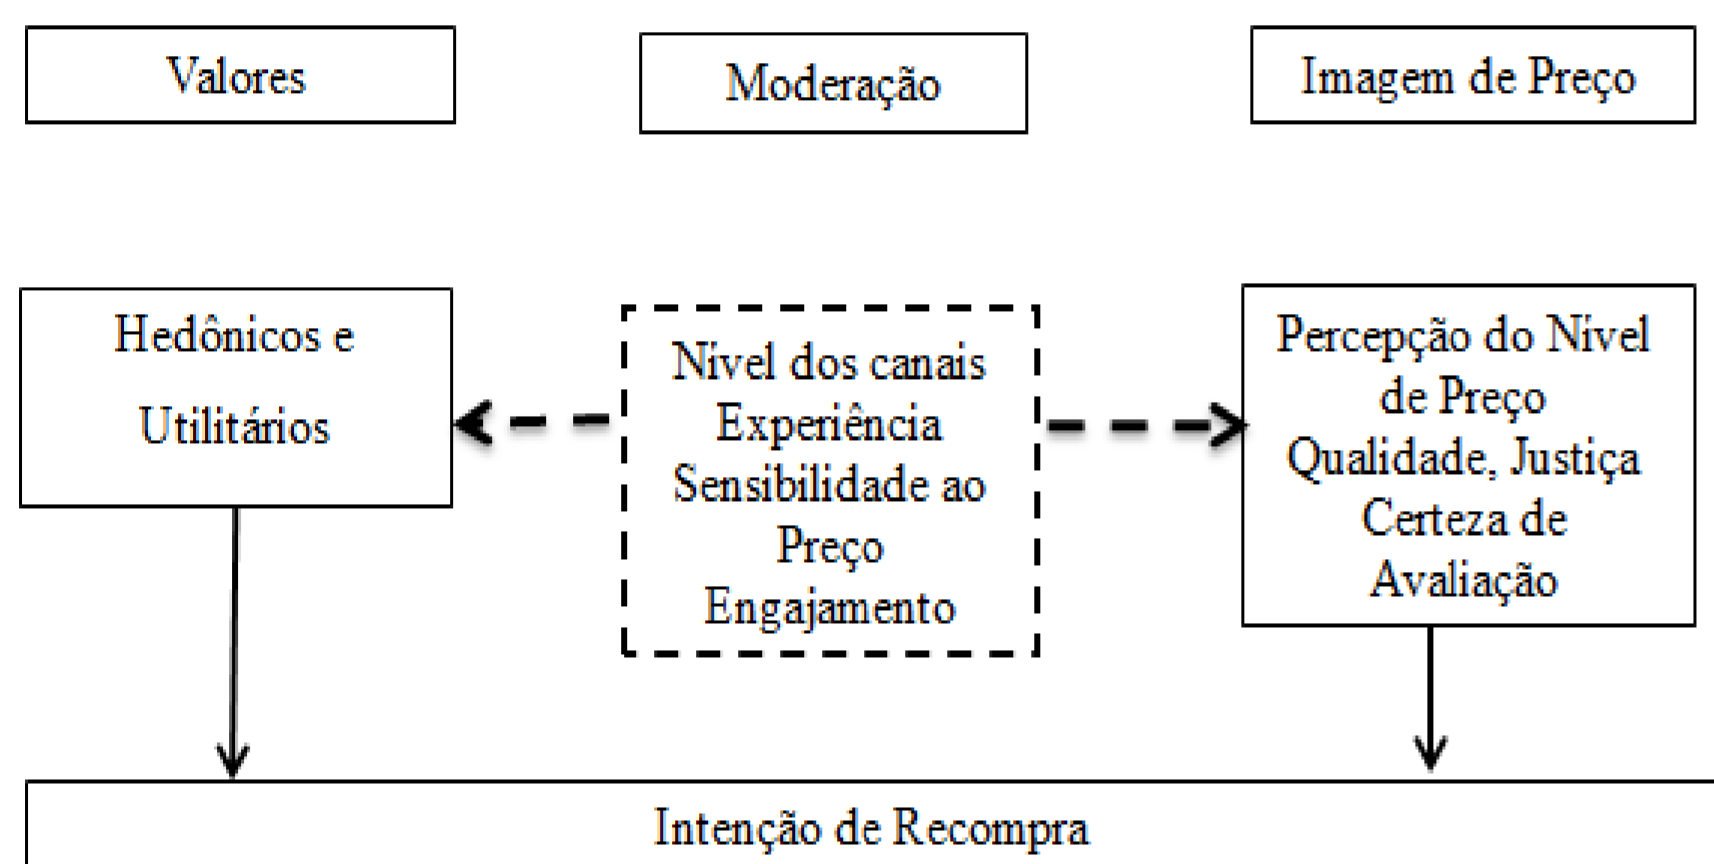 Valores
Moderação
Imagem de Preço
Hedônicos e
Utilitários
Nível dos canais
Experiência
Sensibilidade ao
Preço
Engajamento
Percepção do Nível
de Preço
Qualidade, Justiça
Certeza de
Avaliação
Intenção de Recompra